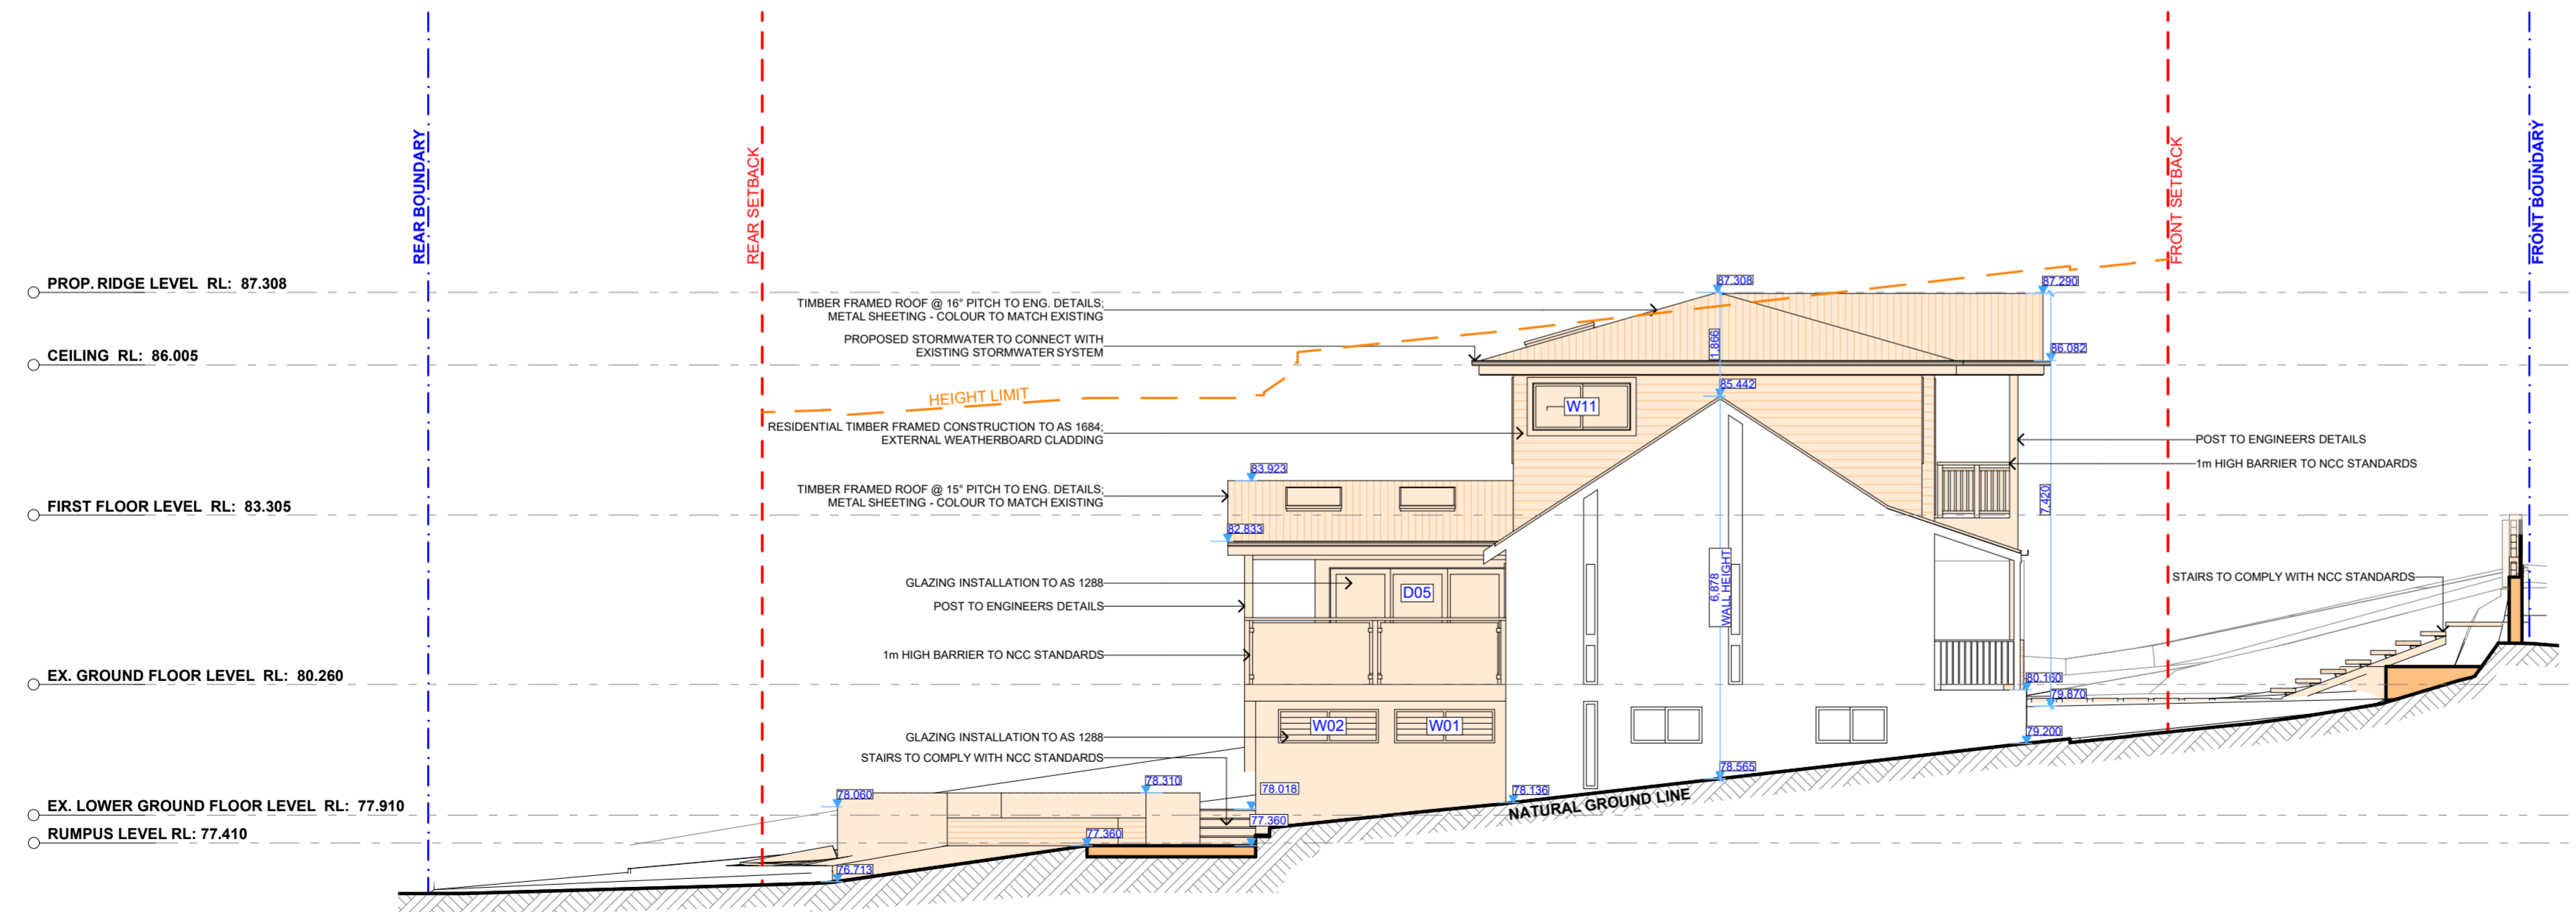 REAR BOUNDARY
REAR SETBACK
FRONT SETBACK
FRONT BOUNDARY
PROP. RIDGE LEVEL RL: 87.308
87.308
87.290
TIMBER FRAMED ROOF @ 16° PITCH TO ENG. DETAILS;
METAL SHEETING - COLOUR TO MATCH EXISTING
PROPOSED STORMWATER TO CONNECT WITH
EXISTING STORMWATER SYSTEM
1.866
86.082
CEILING RL: 86.005
85.442
HEIGHT LIMIT
W11
RESIDENTIAL TIMBER FRAMED CONSTRUCTION TO AS 1684;
EXTERNAL WEATHERBOARD CLADDING
POST TO ENGINEERS DETAILS
1m HIGH BARRIER TO NCC STANDARDS
83.923
TIMBER FRAMED ROOF @ 15° PITCH TO ENG. DETAILS;
METAL SHEETING - COLOUR TO MATCH EXISTING
7,420
FIRST FLOOR LEVEL RL: 83.305
82.833
GLAZING INSTALLATION TO AS 1288
D05
6,878
WALL HEIGHT
STAIRS TO COMPLY WITH NCC STANDARDS
POST TO ENGINEERS DETAILS
1m HIGH BARRIER TO NCC STANDARDS
EX. GROUND FLOOR LEVEL RL: 80.260
80.160
79.870
W02
W01
GLAZING INSTALLATION TO AS 1288
79.200
STAIRS TO COMPLY WITH NCC STANDARDS
78.565
78.310
78.060
78.018
78.136
NATURAL GROUND LINE
EX. LOWER GROUND FLOOR LEVEL RL: 77.910
77.360
RUMPUS LEVEL RL: 77.410
77.360
76.713